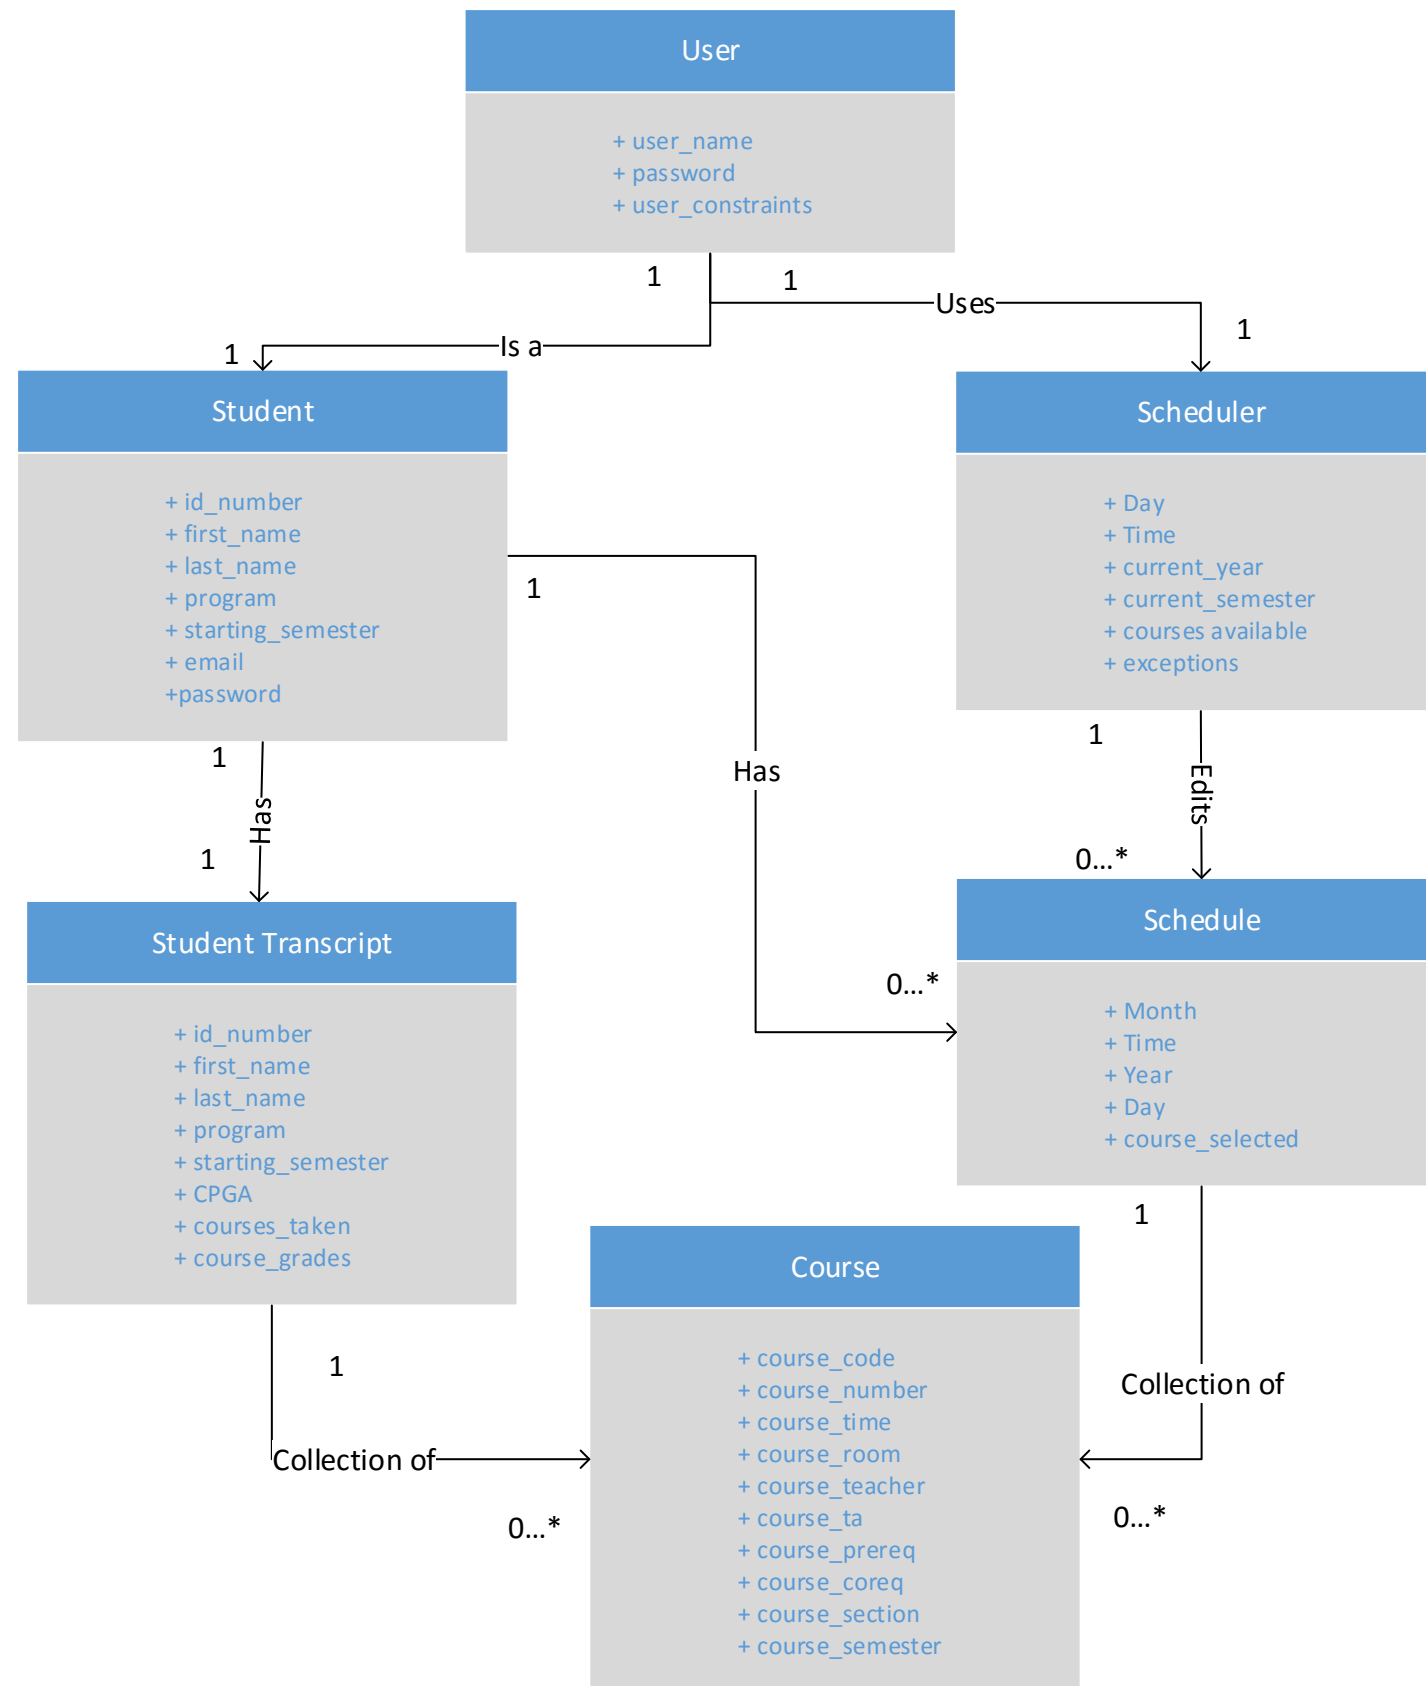 User
+ user_name
+ password
+ user_constraints
1
1
Uses
1
Is a
1
Student
+ id_number
+ first_name
+ last_name
+ program
+ starting_semester
+ email
+password
Scheduler
+ Day
+ Time
+ current_year
+ current_semester
+ courses available
+ exceptions
1
1
Has
1
Has
1
Edits
0...*
Student Transcript
+ id_number
+ first_name
+ last_name
+ program
+ starting_semester
+ CPGA
+ courses_taken
+ course_grades
0...*
Schedule
+ Month
+ Time
+ Year
+ Day
+ course_selected
1
1
Collection of
Collection of
0...*
0...*
Course
+ course_code
+ course_number
+ course_time
+ course_room
+ course_teacher
+ course_ta
+ course_prereq
+ course_coreq
+ course_section
+ course_semester